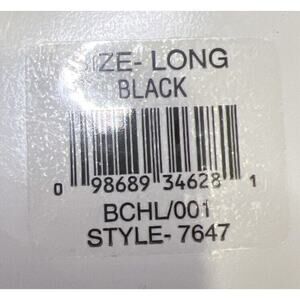 SIZE- LONG
BLACK
0 98689 34628 1
BCHL/001
STYLE- 7647